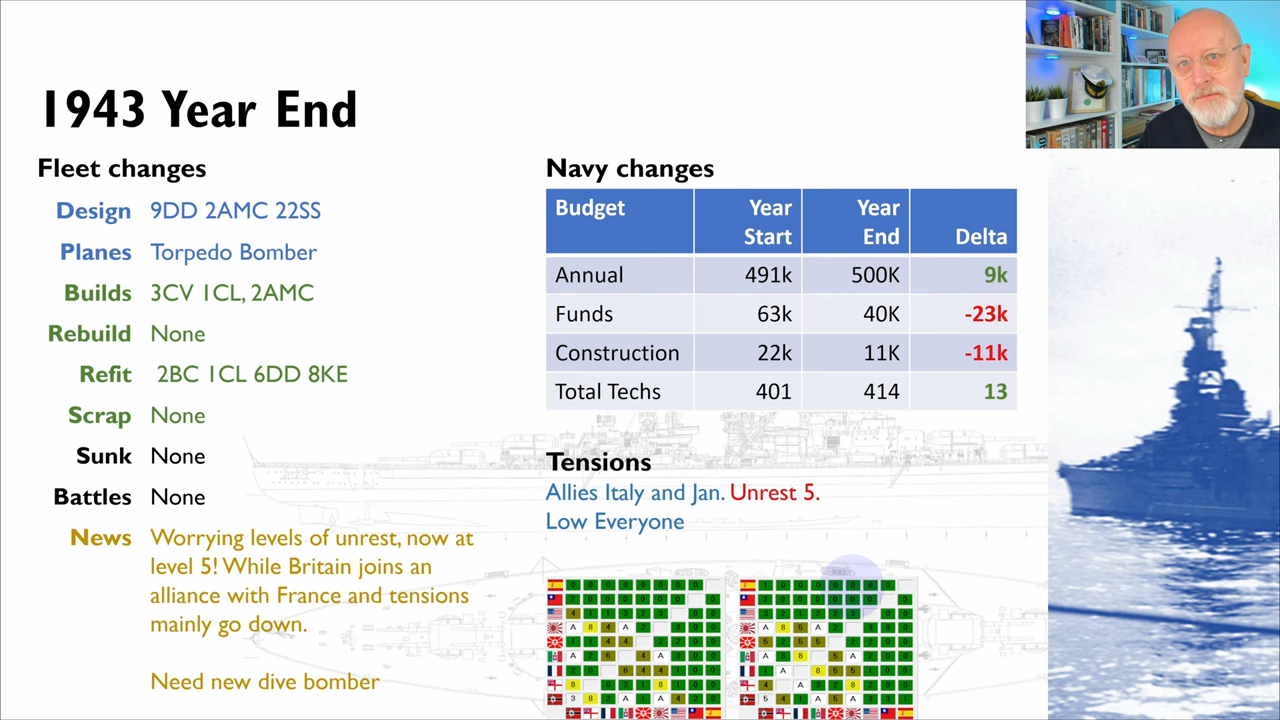 1943 Year End
Fleet changes
Design 9DD 2AMC 22SS
Planes Torpedo Bomber
Builds 3CV 1CL, 2AMC
Rebuild None
Refit 2BC 1CL 6DD 8KE
Scrap None
Sunk None
Battles None
News Worrying levels of unrest, now at
level 5! While Britain joins an
alliance with France and tensions
mainly go down.
Need new dive bomber
Navy changes
Budget Year Start Year End Delta
Annual 491k 500K 9k
Funds 63k 40K -23k
Construction 22k 11K -11k
Total Techs 401 414 13
Tensions
Allies Italy and Jan. Unrest 5.
Low Everyone